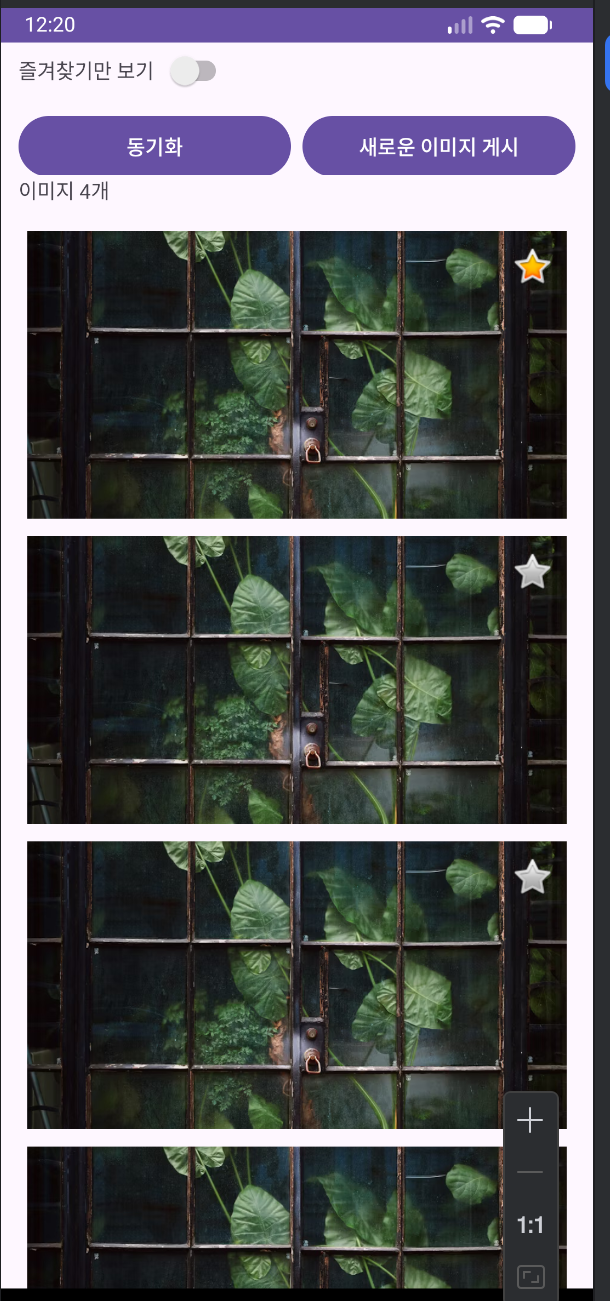 12:20
즐겨찾기만 보기
동기화
새로운 이미지 게시
이미지 4개
1:1